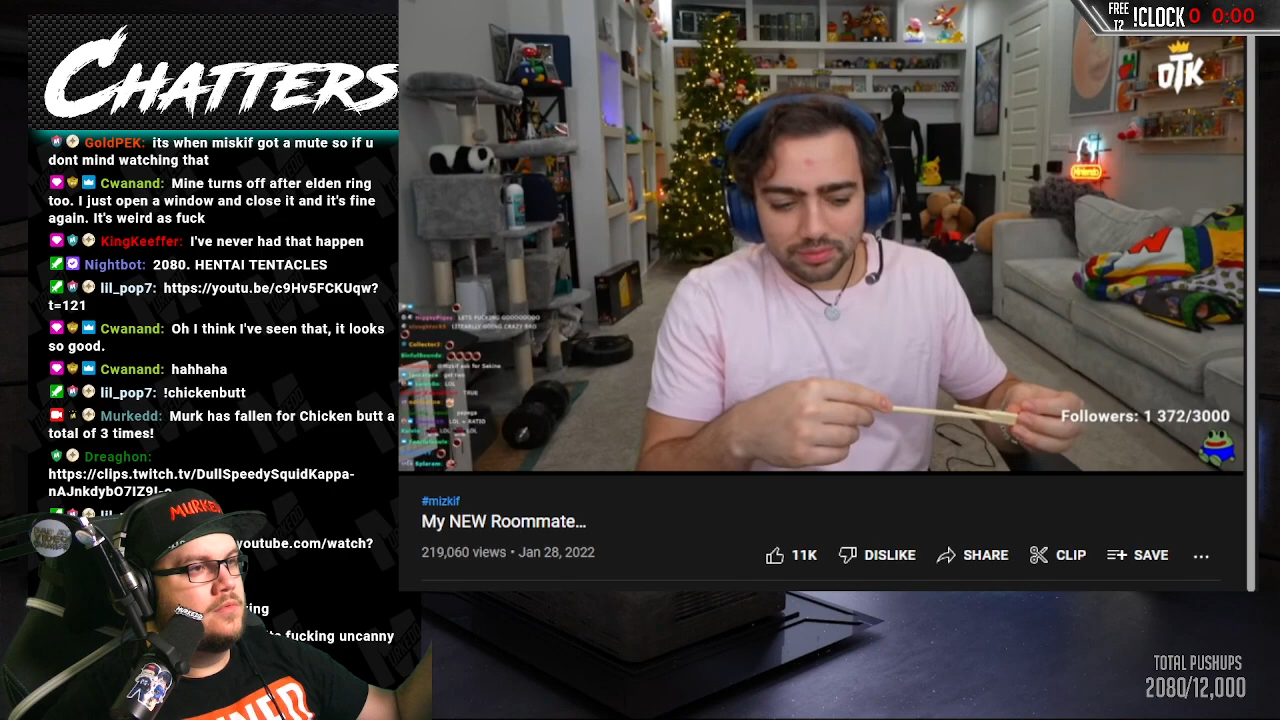 CHATTERS
GoldPEK: its when miskif got a mute so if u
dont mind watching that
Cwanand: Mine turns off after elden ring
too. I just open a window and close it and it's fine
again. It's weird as fuck
KingKeeffer: I've never had that happen
Nightbot: 2080. HENTAI TENTACLES
lil_pop7: https://youtu.be/c9Hv5FCKUqw?
t=121
Cwanand: Oh I think I've seen that, it looks
so good.
Cwanand: hahhaha
lil_pop7: !chickenbutt
Murkedd: Murk has fallen for Chicken butt a
total of 3 times!
Dreaghon:
https://clips.twitch.tv/DullSpeedySquidKappa-
youtube.com/watch?
fucking uncanny
MURKED
FREE
12
!CLOCK 0 0:00
OTK
Followers: 1 372/3000
#mizkif
My NEW Roommate...
219,060 views • Jan 28, 2022
11K DISLIKE SHARE CLIP SAVE ...
TOTAL PUSHUPS
2080/12,000